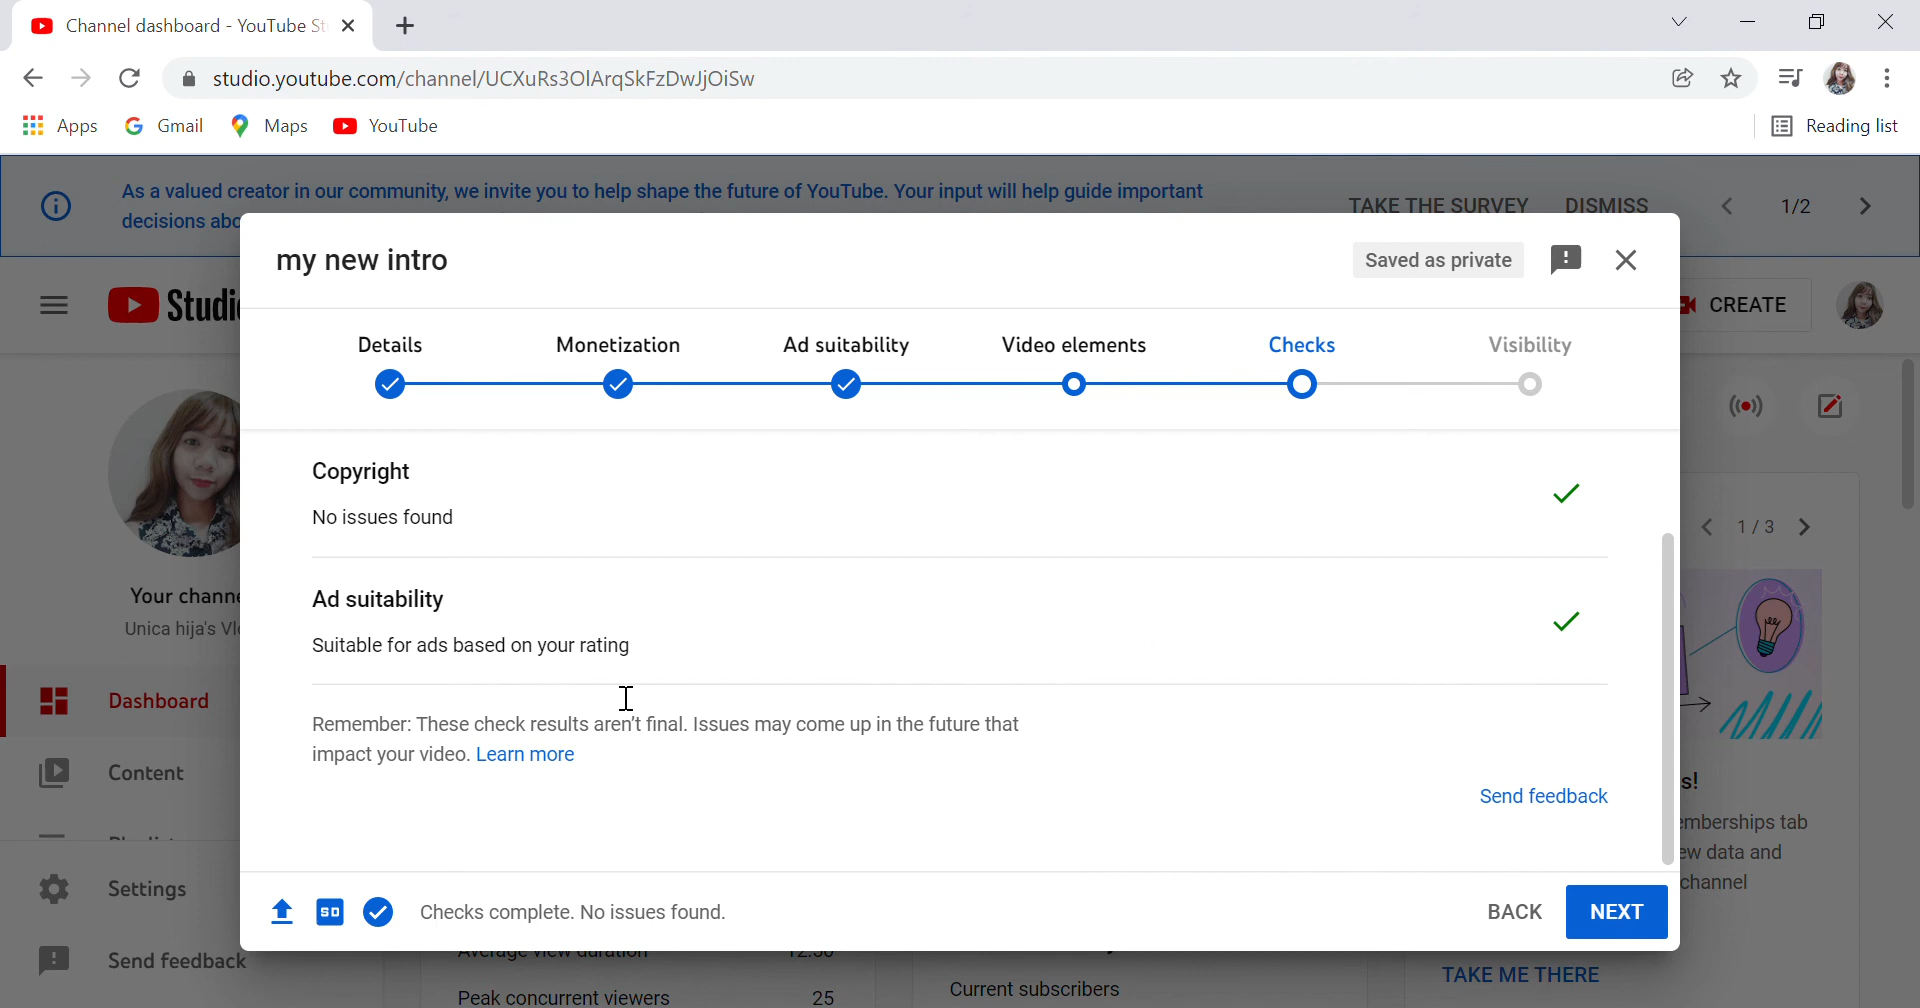 Channel dashboard - YouTube St
studio.youtube.com/channel/UCXuRs3OlArqSkFzDwJjOiSw
Apps
Gmail
Maps
YouTube
Reading list
As a valued creator in our community, we invite you to help shape the future of YouTube. Your input will help guide important
decisions abo
TAKE THE SURVEY
DISMISS
1/2
my new intro
Saved as private
Studio
CREATE
Details
Monetization
Ad suitability
Video elements
Checks
Visibility
Copyright
No issues found
1 / 3
Ad suitability
Suitable for ads based on your rating
Your channe
Unica hija's Vl
Dashboard
Remember: These check results aren't final. Issues may come up in the future that
impact your video. Learn more
Content
s!
Send feedback
emberships tab
ew data and
channel
Settings
SD
Checks complete. No issues found.
BACK
NEXT
Send feedback
Average view duration
TAKE ME THERE
Peak concurrent viewers
25
Current subscribers